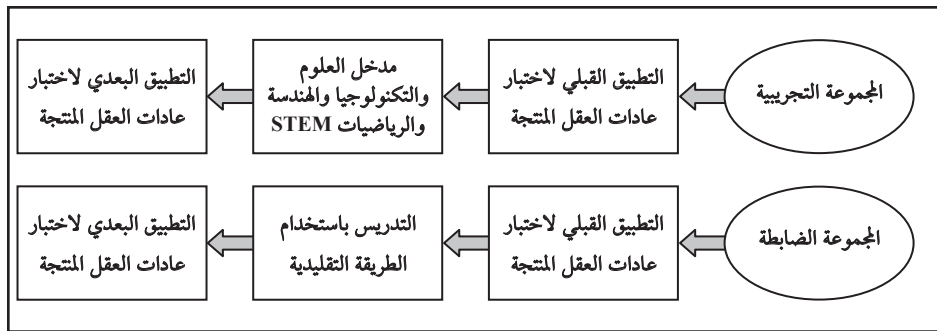 المجموعة التجريبية
التطبيق القبلي لاختبار
عادات العقل المنتجة
مدخل العلوم
والتكنولوجيا والهندسة
والرياضيات STEM
التطبيق البعدي لاختبار
عادات العقل المنتجة
المجموعة الضابطة
التطبيق القبلي لاختبار
عادات العقل المنتجة
التدريس باستخدام
الطريقة التقليدية
التطبيق البعدي لاختبار
عادات العقل المنتجة